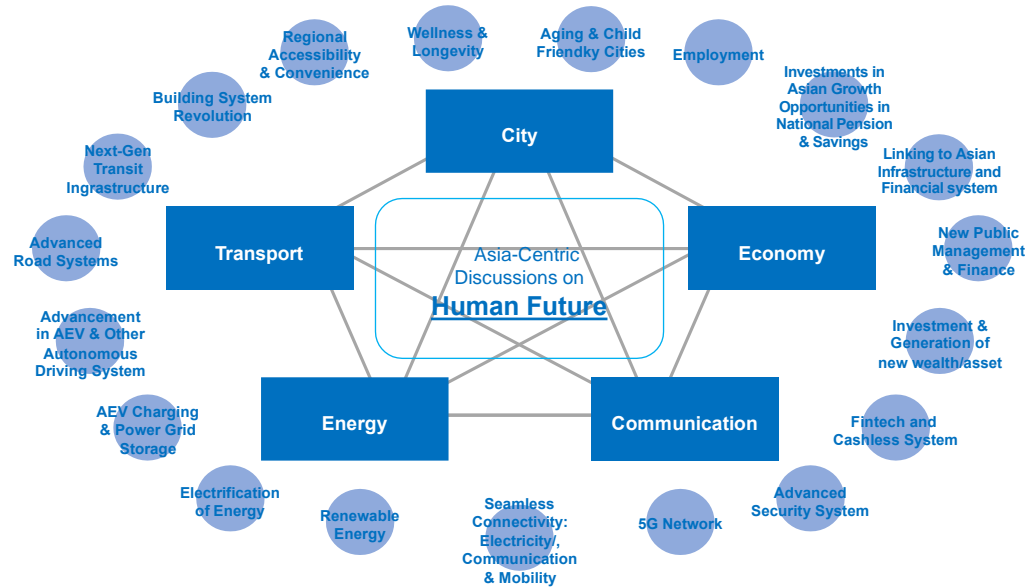 Regional
Accessibility
& Convenience
Wellness &
Longevity
Aging & Child
Friendky Cities
Employment
Building System
Revolution
Investments in
Asian Growth
Opportunities in
National Pension
& Savings
City
Next-Gen
Transit
Ingrastructure
Linking to Asian
Infrastructure and
Financial system
Transport
Economy
Advanced
Road Systems
New Public
Management
& Finance
Asia-Centric
Discussions on
Human Future
Advancement
in AEV & Other
Autonomous
Driving System
Investment &
Generation of
new wealth/asset
Energy
Communication
AEV Charging
& Power Grid
Storage
Fintech and
Cashless System
Electrification
of Energy
Renewable
Energy
Seamless
Connectivity:
Electricity/,
Communication
& Mobility
5G Network
Advanced
Security System